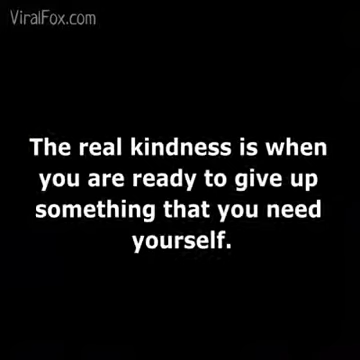 ViralFox.com
The real kindness is when
you are ready to give up
something that you need
yourself.